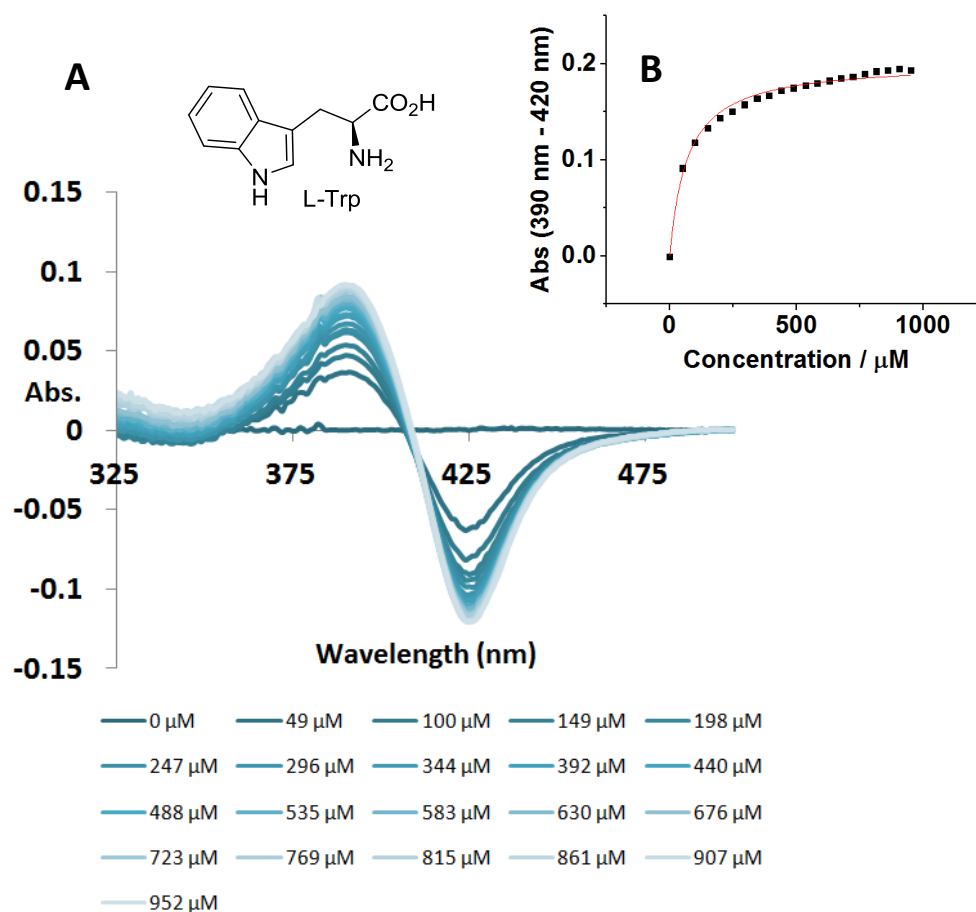 A
CO₂H
NH₂
N
H
L-Trp
B
0.2
0.1
0.0
Abs (390 nm - 420 nm)
0
500
1000
Concentration / μM
0.15
0.1
0.05
Abs.
0
-0.05
-0.1
-0.15
325
375
425
475
Wavelength (nm)
0 μM 49 μM 100 μM 149 μM 198 μM
247 μM 296 μM 344 μM 392 μM 440 μM
488 μM 535 μM 583 μM 630 μM 676 μM
723 μM 769 μM 815 μM 861 μM 907 μM
952 μM